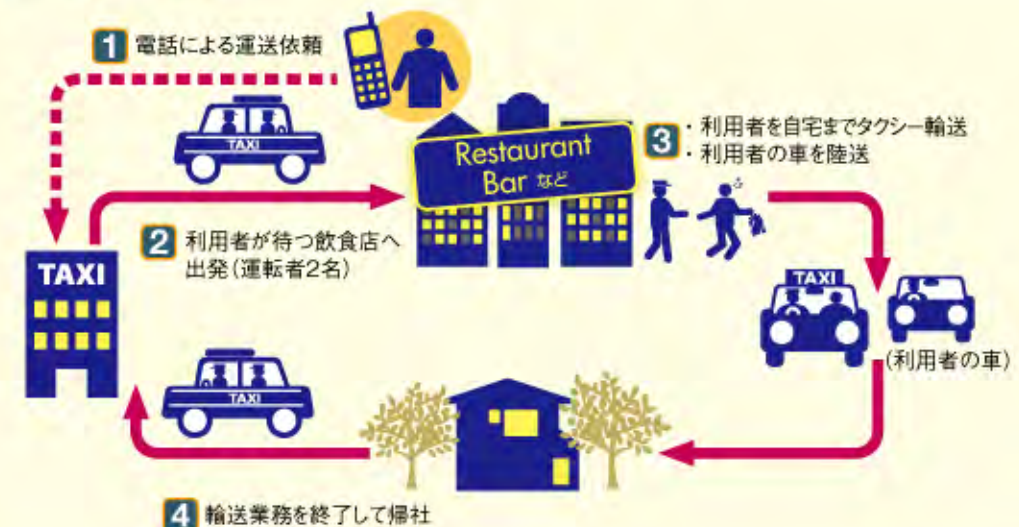 1 電話による運送依頼
TAXI
Restaurant
Bar など
3 ・利用者を自宅までタクシー輸送
・利用者の車を陸送
2 利用者が待つ飲食店へ
出発(運転者2名)
TAXI
TAXI
(利用者の車)
TAXI
4 輸送業務を終了して帰社